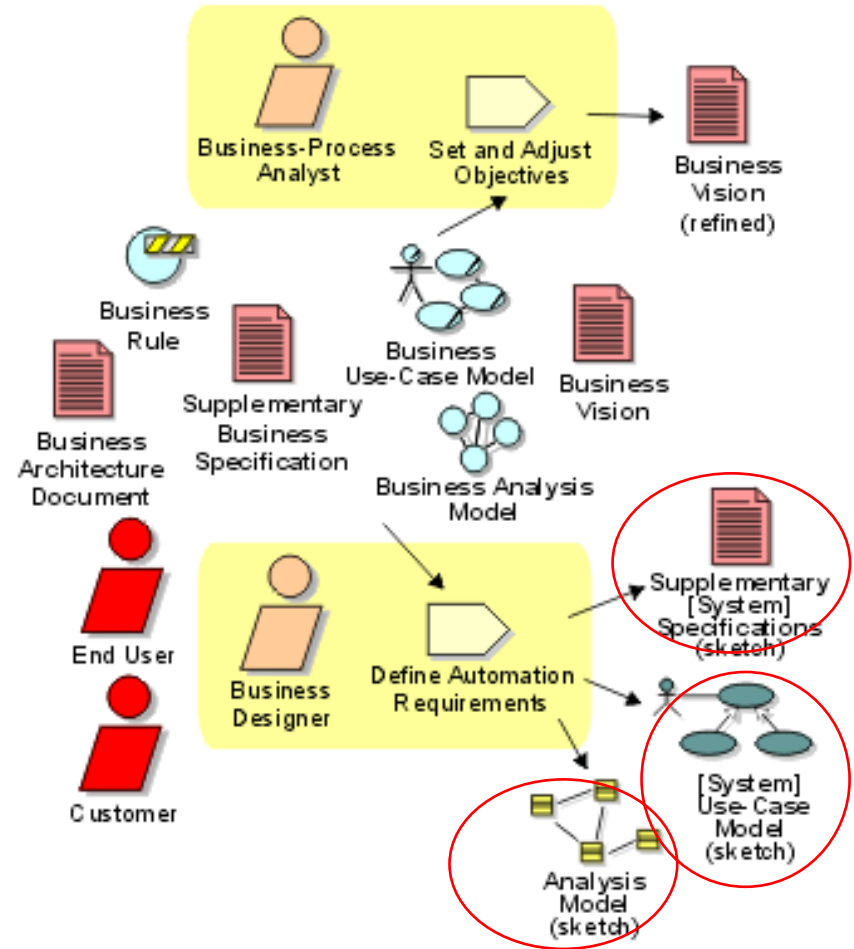 Business-Process
Analyst
Set and Adjust
Objectives
Business
Vision
(refined)
Business
Rule
Business
Use-Case Model
Business
Vision
Supplementary
Business
Specification
Business
Architecture
Document
Business Analysis
Model
End User
Customer
Business
Designer
Define Automation
Requirements
Supplementary
[System]
Specifications
(sketch)
[System]
Use-Case
Model
(sketch)
Analysis
Model
(sketch)